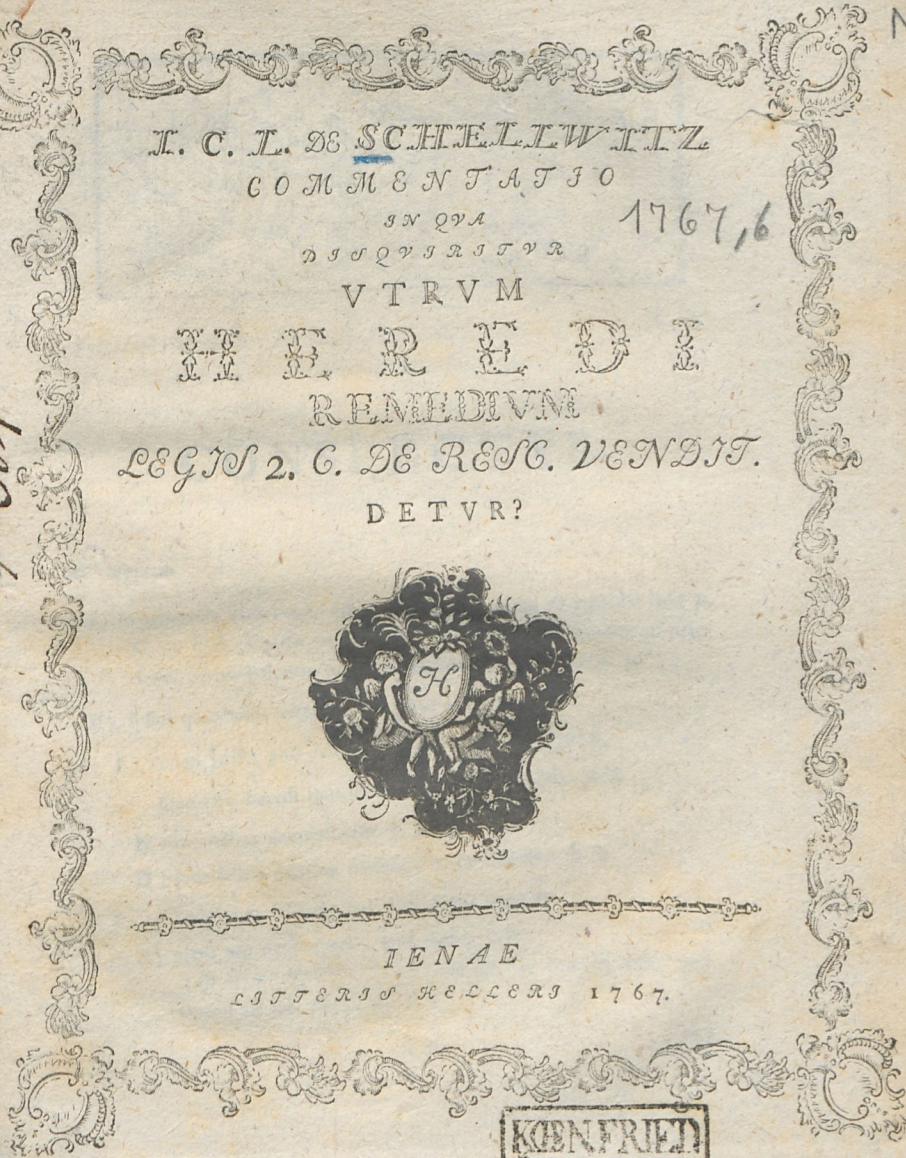 I. C. L. DE SCHELLWITZ
COMMENTATIO
IN QVA
1767,6
DISQVIRITVR
VTRVM
HEREDI
REMEDIVM
LEGIS 2. C. DE RESC. VENDIT.
DETVR?
H
IENAE
LITTERIS HELLERI 1767.